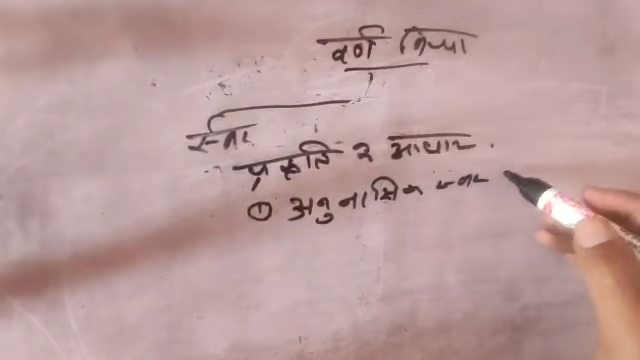 वर्ण विचार
स्वर
प्रकृति र आधार
① अनुनासिक स्वर